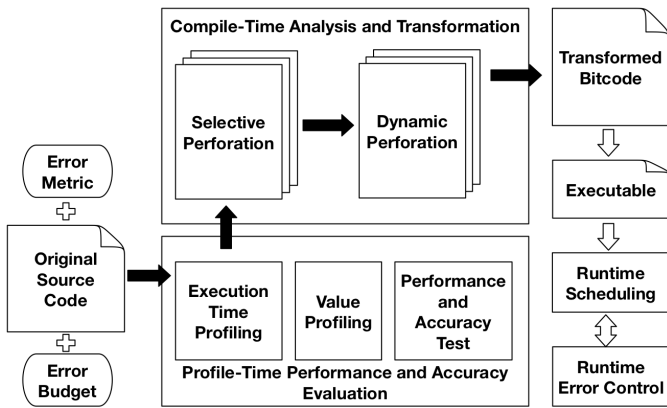 Compile-Time Analysis and Transformation
Selective
Perforation
Dynamic
Perforation
Transformed
Bitcode
Executable
Runtime
Scheduling
Runtime
Error Control
Error
Metric
Original
Source
Code
Error
Budget
Execution
Time
Profiling
Value
Profiling
Performance
and
Accuracy
Test
Profile-Time Performance and Accuracy
Evaluation